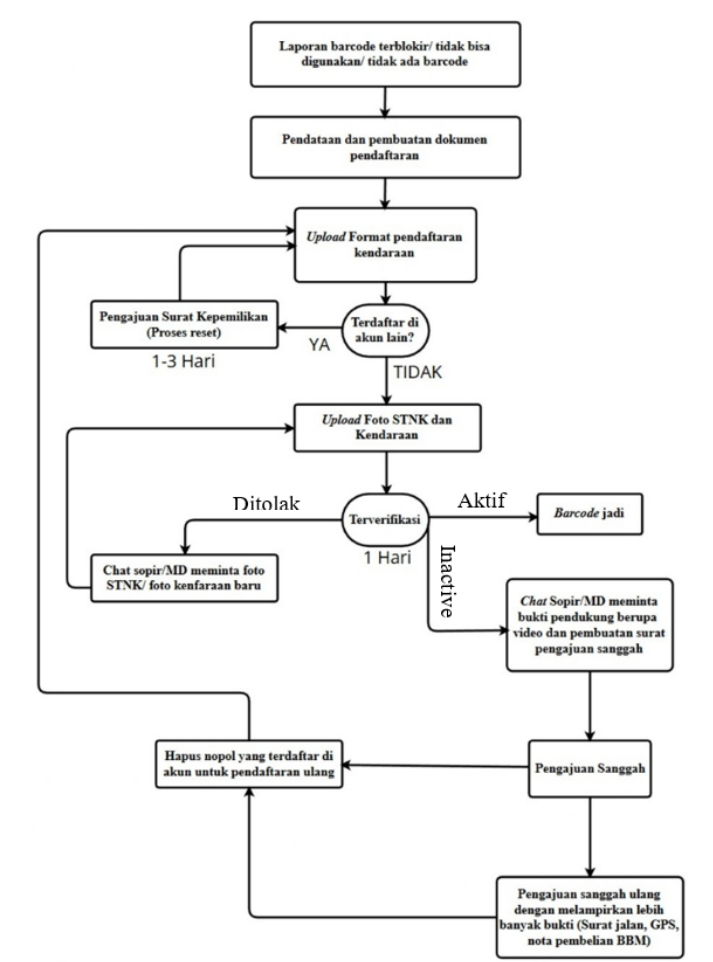 Laporan barcode terblokir/ tidak bisa
digunakan/ tidak ada barcode
Pendataan dan pembuatan dokumen
pendaftaran
Upload Format pendaftaran
kendaraan
Pengajuan Surat Kepemilikan
(Proses reset)
1-3 Hari
YA
Terdaftar di
akun lain?
TIDAK
Upload Foto STNK dan
Kendaraan
Ditolak
Terverifikasi
1 Hari
Aktif
Barcode jadi
Inactive
Chat sopir/MD meminta foto
STNK/ foto kenfaraan baru
Chat Sopir/MD meminta
bukti pendukung berupa
video dan pembuatan surat
pengajuan sanggah
Hapus nopol yang terdaftar di
akun untuk pendaftaran ulang
Pengajuan Sanggah
Pengajuan sanggah ulang
dengan melampirkan lebih
banyak bukti (Surat jalan, GPS,
nota pembelian BBM)